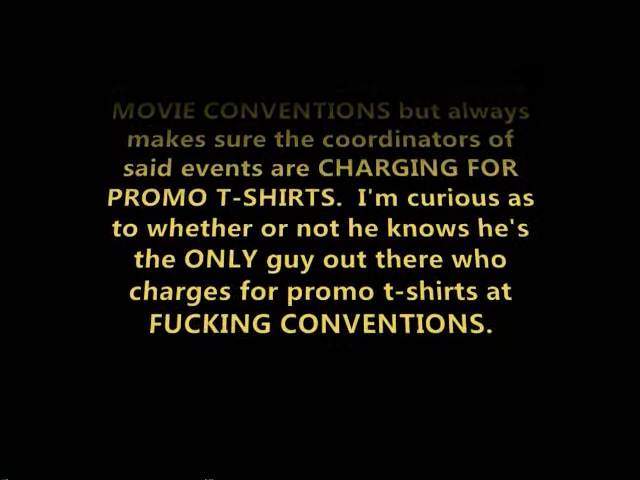 MOVIE CONVENTIONS but always
makes sure the coordinators of
said events are CHARGING FOR
PROMO T-SHIRTS. I'm curious as
to whether or not he knows he's
the ONLY guy out there who
charges for promo t-shirts at
FUCKING CONVENTIONS.